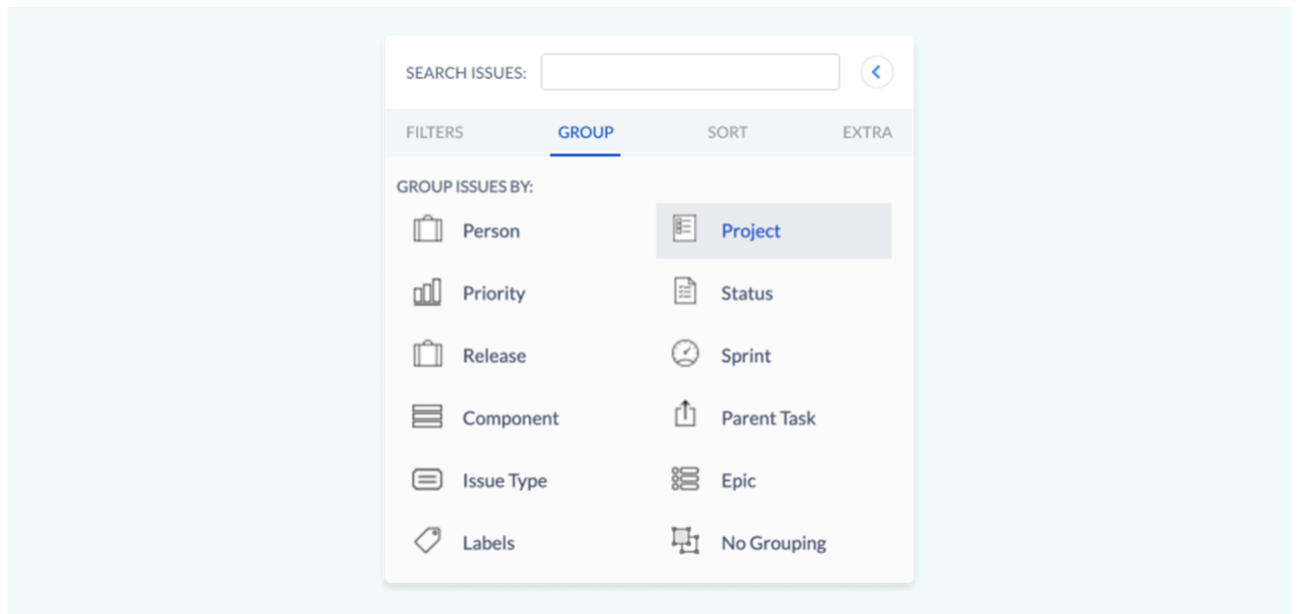 SEARCH ISSUES:
FILTERS GROUP SORT EXTRA
GROUP ISSUES BY:
Person Project
Priority Status
Release Sprint
Component Parent Task
Issue Type Epic
Labels No Grouping